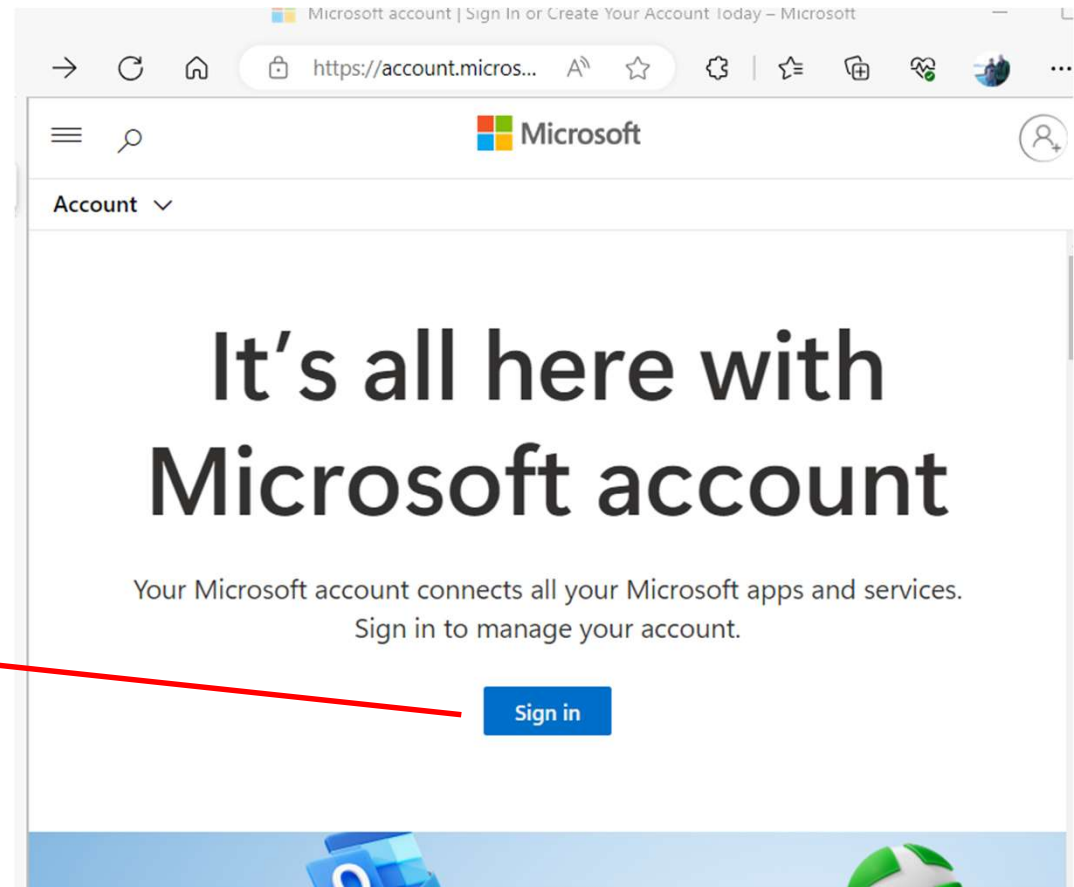 Microsoft account | Sign In or Create Your Account Today – Microsoft
https://account.micros...
Microsoft
Account
It's all here with
Microsoft account
Your Microsoft account connects all your Microsoft apps and services.
Sign in to manage your account.
Sign in